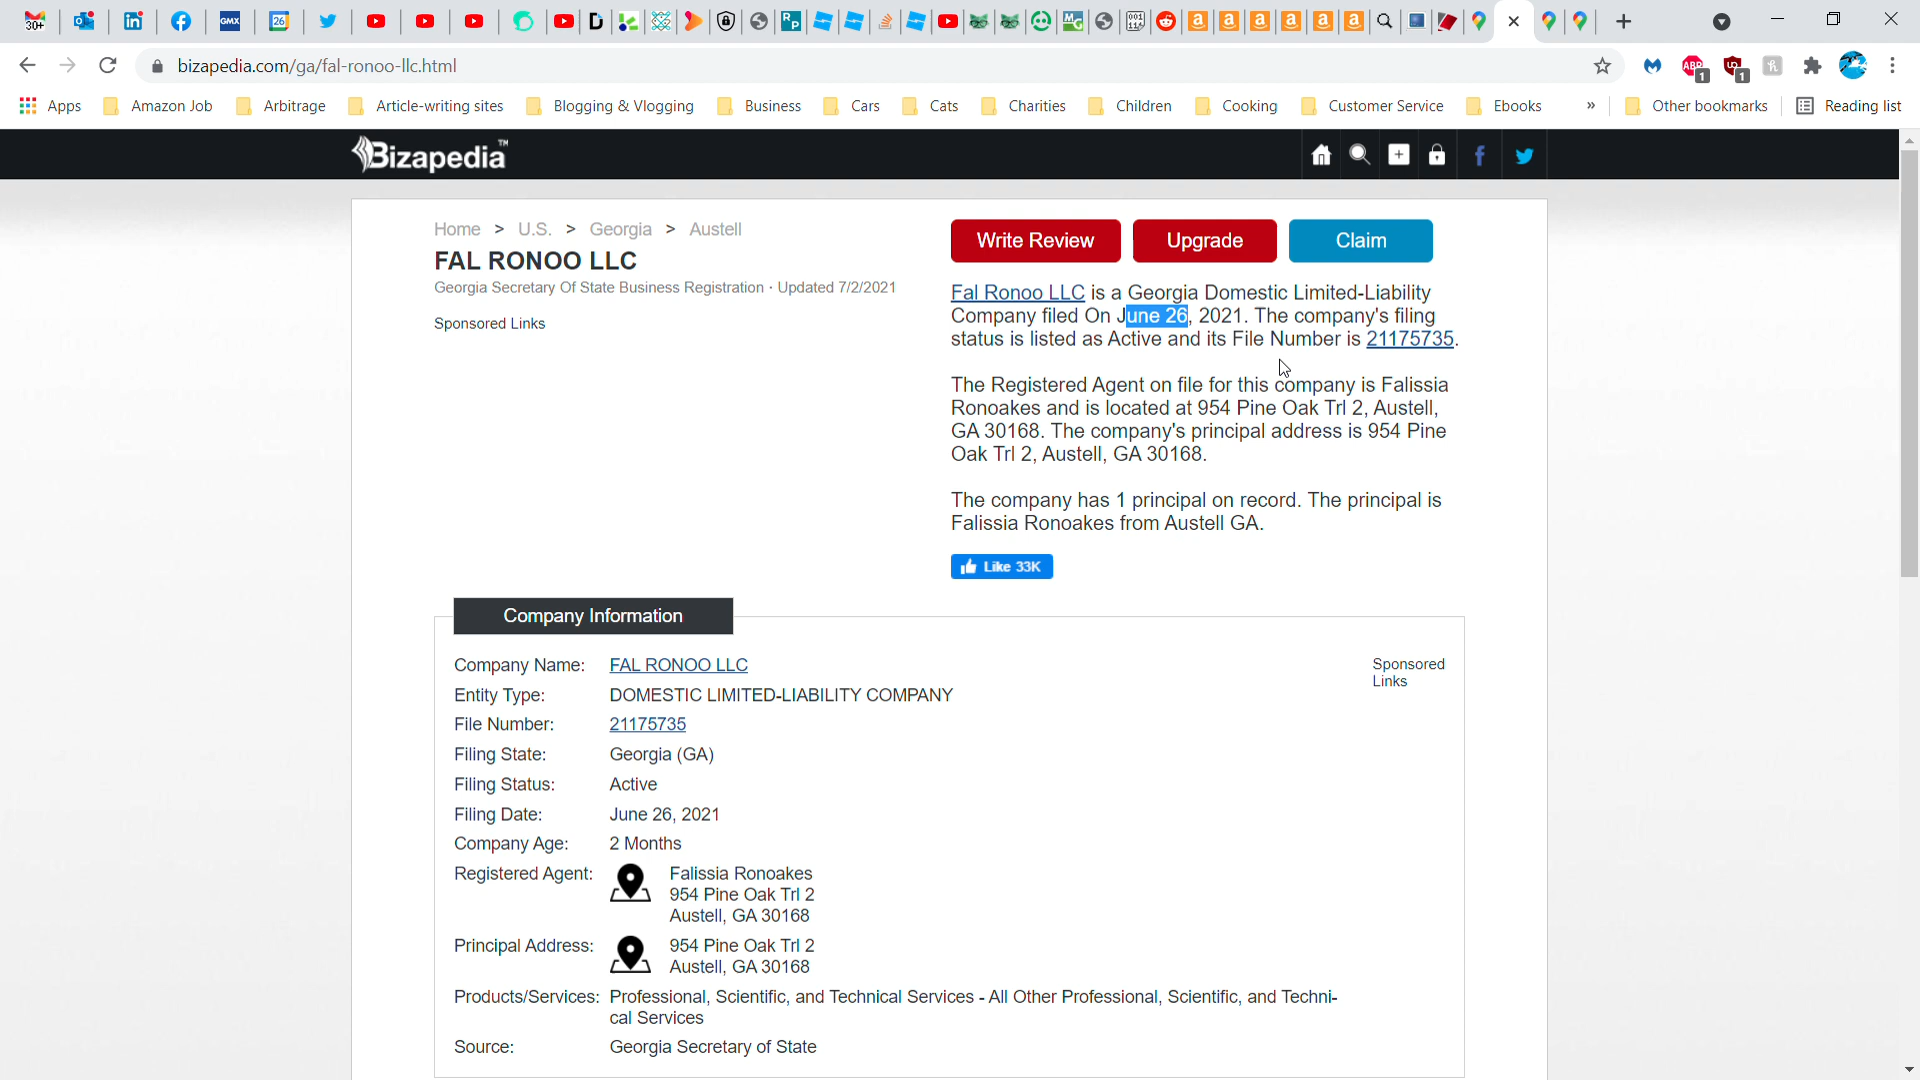 30+
GMX
26
Rp
MG
bizapedia.com/ga/fal-ronoo-llc.html
ABP
1
1
Apps
Amazon Job
Arbitrage
Article-writing sites
Blogging & Vlogging
Business
Cars
Cats
Charities
Children
Cooking
Customer Service
Ebooks
»
Other bookmarks
Reading list
Bizapedia™
Home > U.S. > Georgia > Austell
FAL RONOO LLC
Georgia Secretary Of State Business Registration · Updated 7/2/2021
Sponsored Links
Write Review
Upgrade
Claim
Fal Ronoo LLC is a Georgia Domestic Limited-Liability
Company filed On June 26, 2021. The company's filing
status is listed as Active and its File Number is 21175735.
The Registered Agent on file for this company is Falissia
Ronoakes and is located at 954 Pine Oak Trl 2, Austell,
GA 30168. The company's principal address is 954 Pine
Oak Trl 2, Austell, GA 30168.
The company has 1 principal on record. The principal is
Falissia Ronoakes from Austell GA.
Like 33K
Company Information
Company Name: FAL RONOO LLC
Entity Type: DOMESTIC LIMITED-LIABILITY COMPANY
File Number: 21175735
Filing State: Georgia (GA)
Filing Status: Active
Filing Date: June 26, 2021
Company Age: 2 Months
Registered Agent: Falissia Ronoakes
954 Pine Oak Trl 2
Austell, GA 30168
Principal Address: 954 Pine Oak Trl 2
Austell, GA 30168
Products/Services: Professional, Scientific, and Technical Services - All Other Professional, Scientific, and Techni-
cal Services
Source: Georgia Secretary of State
Sponsored
Links